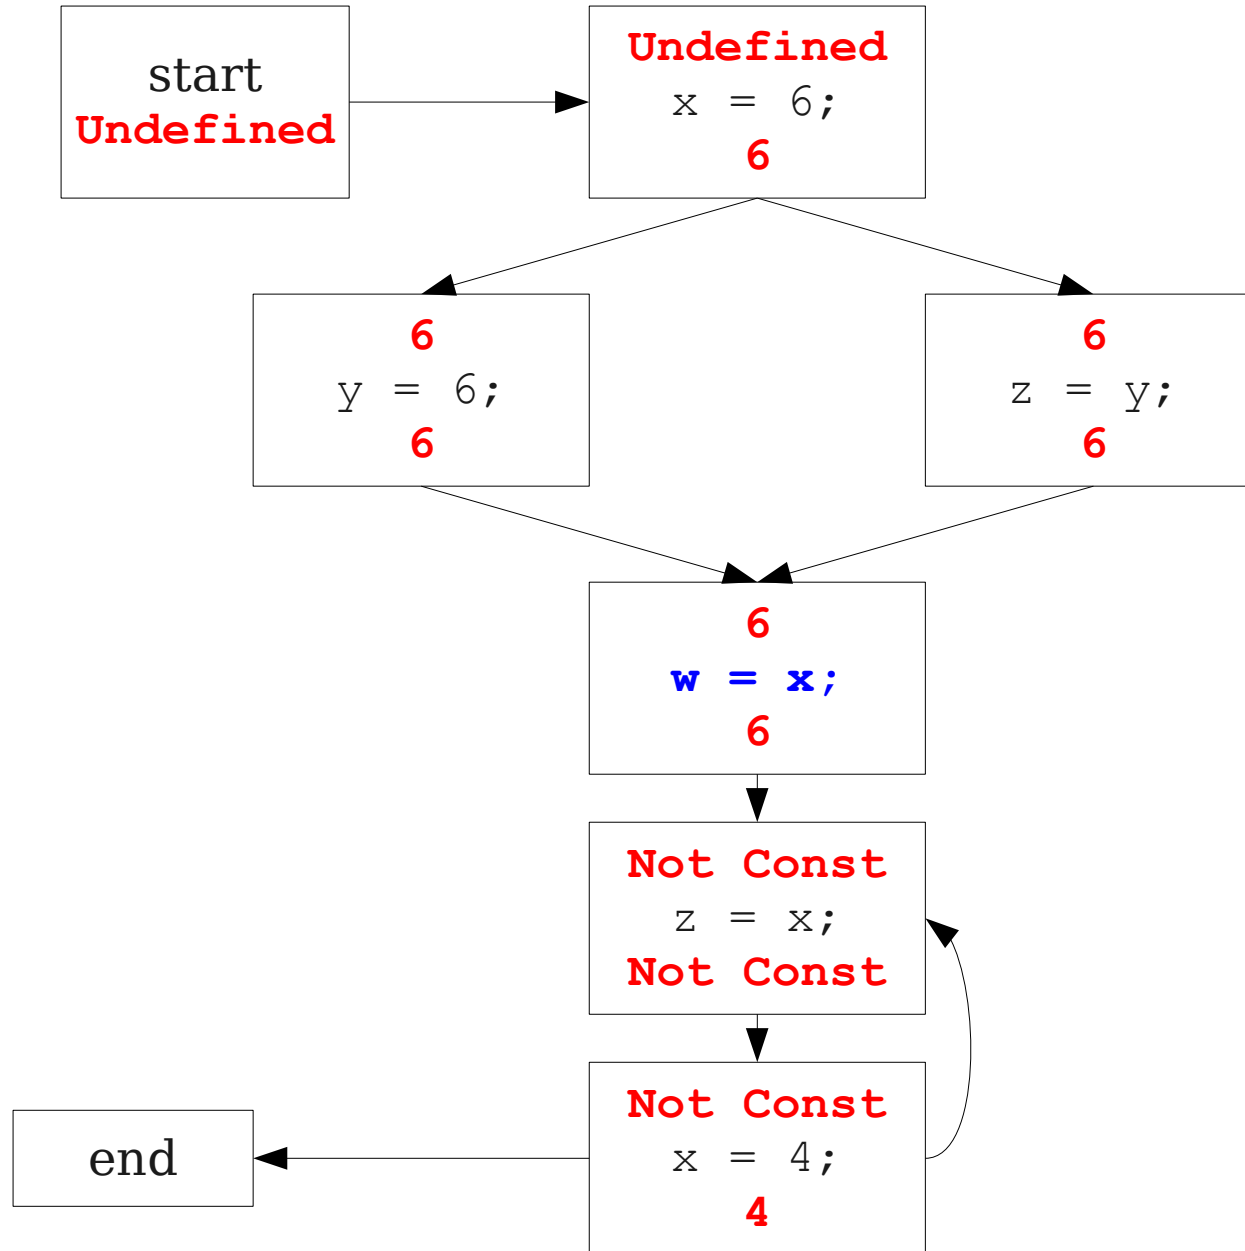 start
Undefined
Undefined
x = 6;
6
6
y = 6;
6
6
z = y;
6
6
w = x;
6
Not Const
z = x;
Not Const
Not Const
x = 4;
4
end